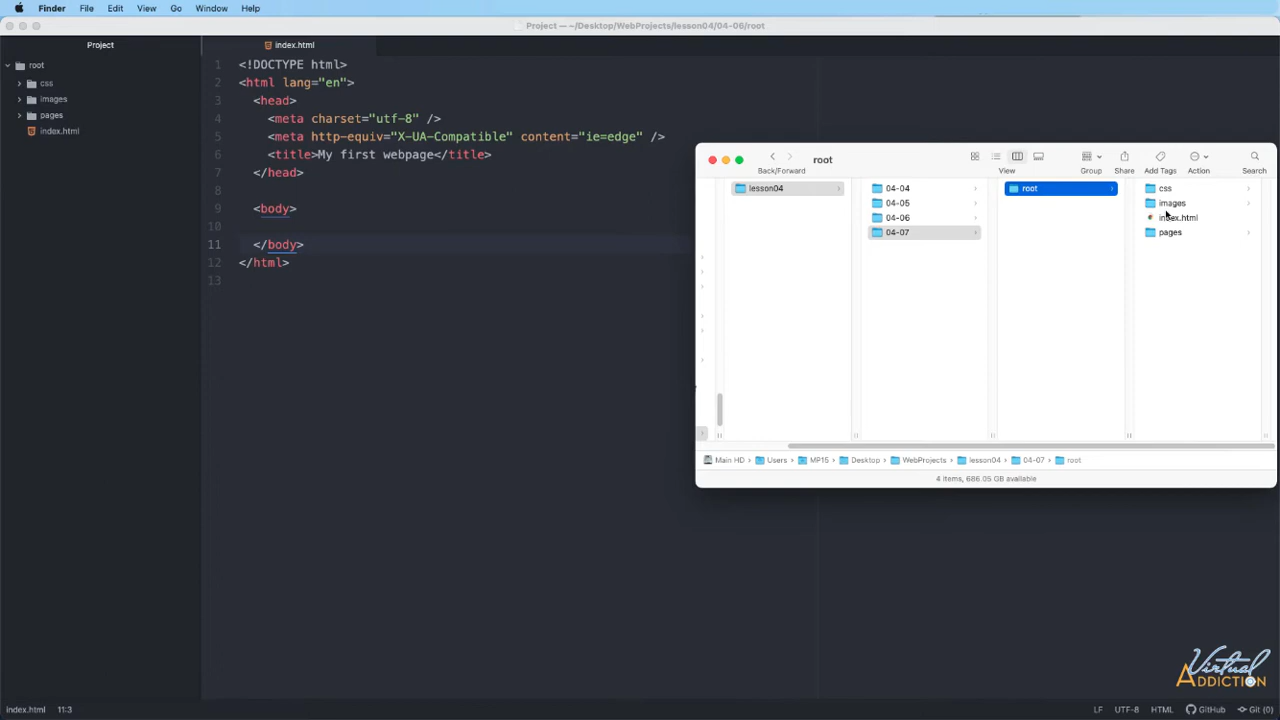 Finder File Edit View Go Window Help
Project — ~/Desktop/WebProjects/lesson04/04-06/root
Project
index.html
root
css
images
pages
index.html
1 <!DOCTYPE html>
2 <html lang="en">
3 <head>
4 <meta charset="utf-8" />
5 <meta http-equiv="X-UA-Compatible" content="ie=edge" />
6 <title>My first webpage</title>
7 </head>
8
9 <body>
10
11 </body>
12 </html>
13
root
Back/Forward View Group Share Add Tags Action Search
lesson04
04-04
04-05
04-06
04-07
root
css
images
index.html
pages
Main HD › Users › MP15 › Desktop › WebProjects › lesson04 › 04-07 › root
4 items, 686.05 GB available
Virtual
ADDICTION
index.html 11:3
LF UTF-8 HTML GitHub Git (0)